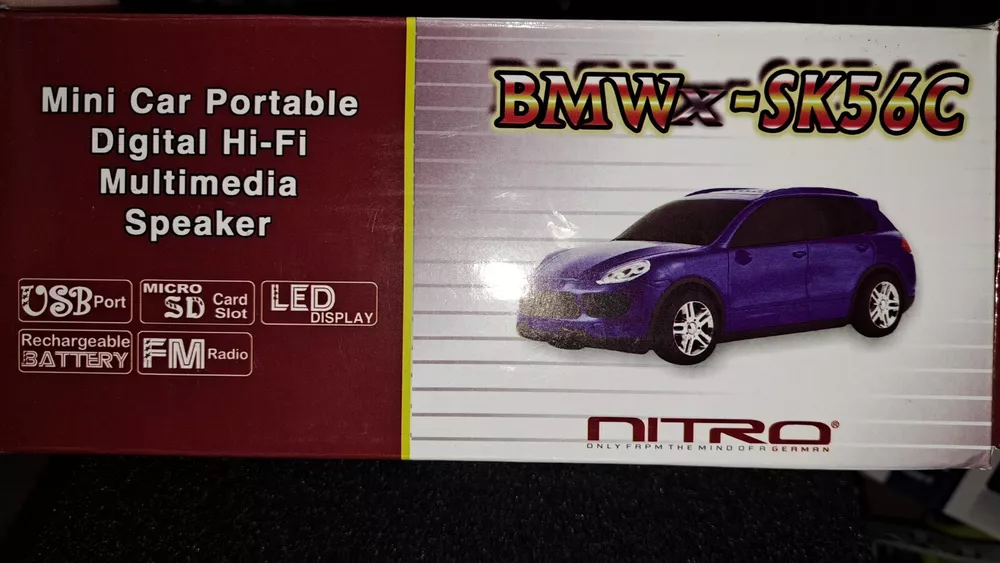 Mini Car Portable
Digital Hi-Fi
Multimedia
Speaker
USB Port
MICRO SD Card Slot
LED DISPLAY
Rechargeable BATTERY
FM Radio
BMWx-SK56C
NITRO®
ONLY FRPM THE MIND OF A GERMAN